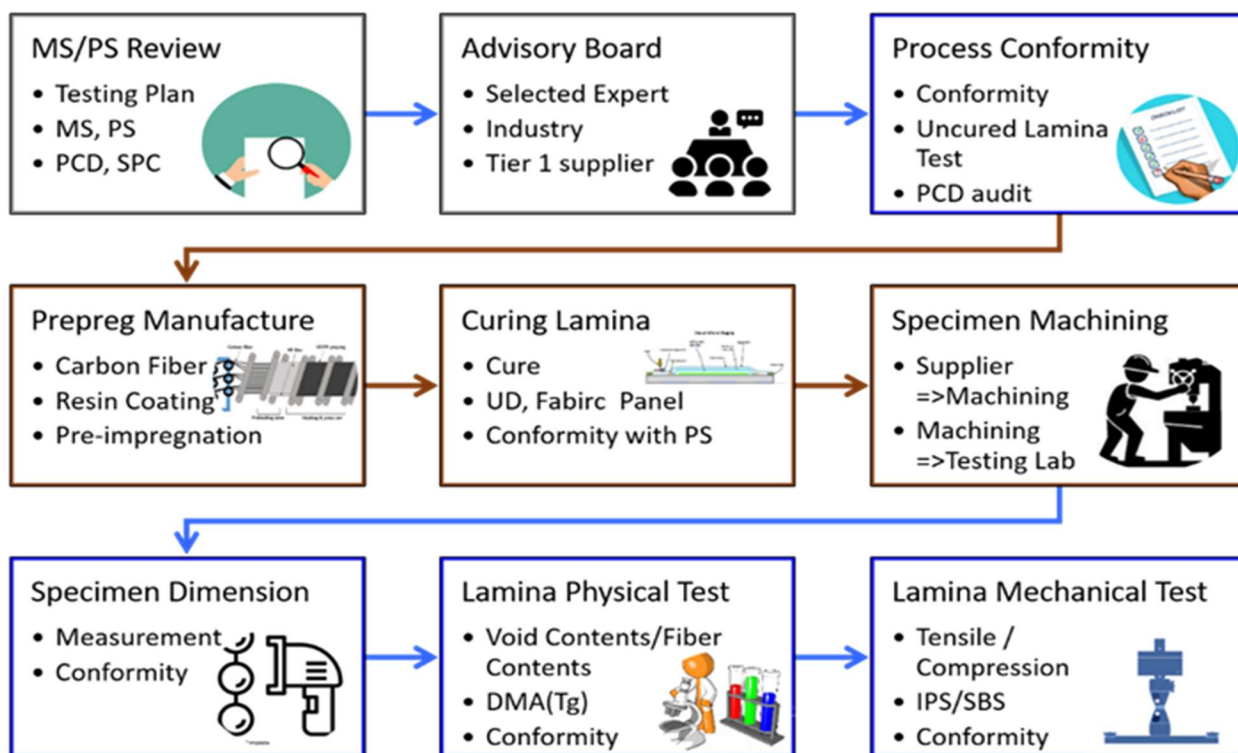 MS/PS Review
• Testing Plan
• MS, PS
• PCD, SPC
Advisory Board
• Selected Expert
• Industry
• Tier 1 supplier
Process Conformity
• Conformity
• Uncured Lamina
Test
• PCD audit
Prepreg Manufacture
• Carbon Fiber
• Resin Coating
• Pre-impregnation
Curing Lamina
• Cure
• UD, Fabirc Panel
• Conformity with PS
Specimen Machining
• Supplier
=>Machining
• Machining
=>Testing Lab
Specimen Dimension
• Measurement
• Conformity
Lamina Physical Test
• Void Contents/Fiber
Contents
• DMA(Tg)
• Conformity
Lamina Mechanical Test
• Tensile /
Compression
• IPS/SBS
• Conformity